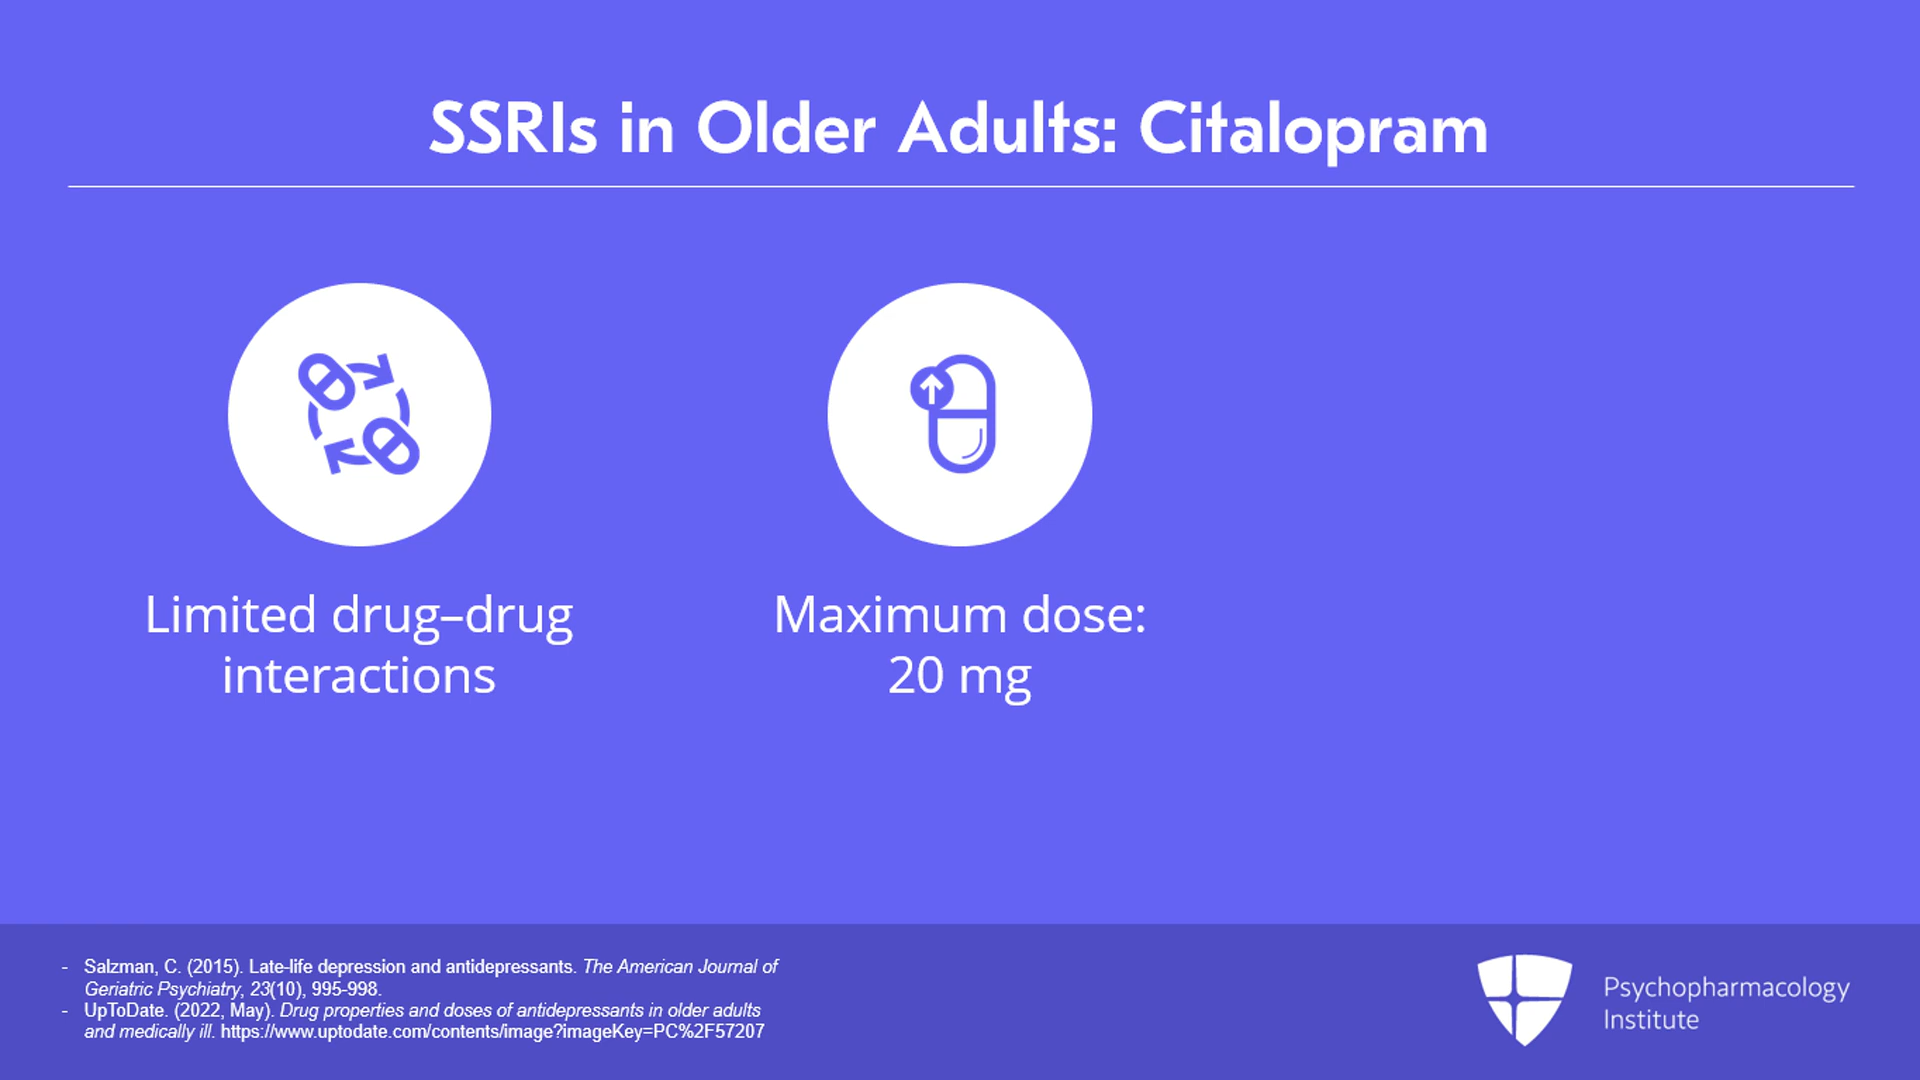 SSRIs in Older Adults: Citalopram
Limited drug–drug
interactions
Maximum dose:
20 mg
- Salzman, C. (2015). Late-life depression and antidepressants. The American Journal of
Geriatric Psychiatry, 23(10), 995-998.
- UpToDate. (2022, May). Drug properties and doses of antidepressants in older adults
and medically ill. https://www.uptodate.com/contents/image?imageKey=PC%2F57207
Psychopharmacology
Institute